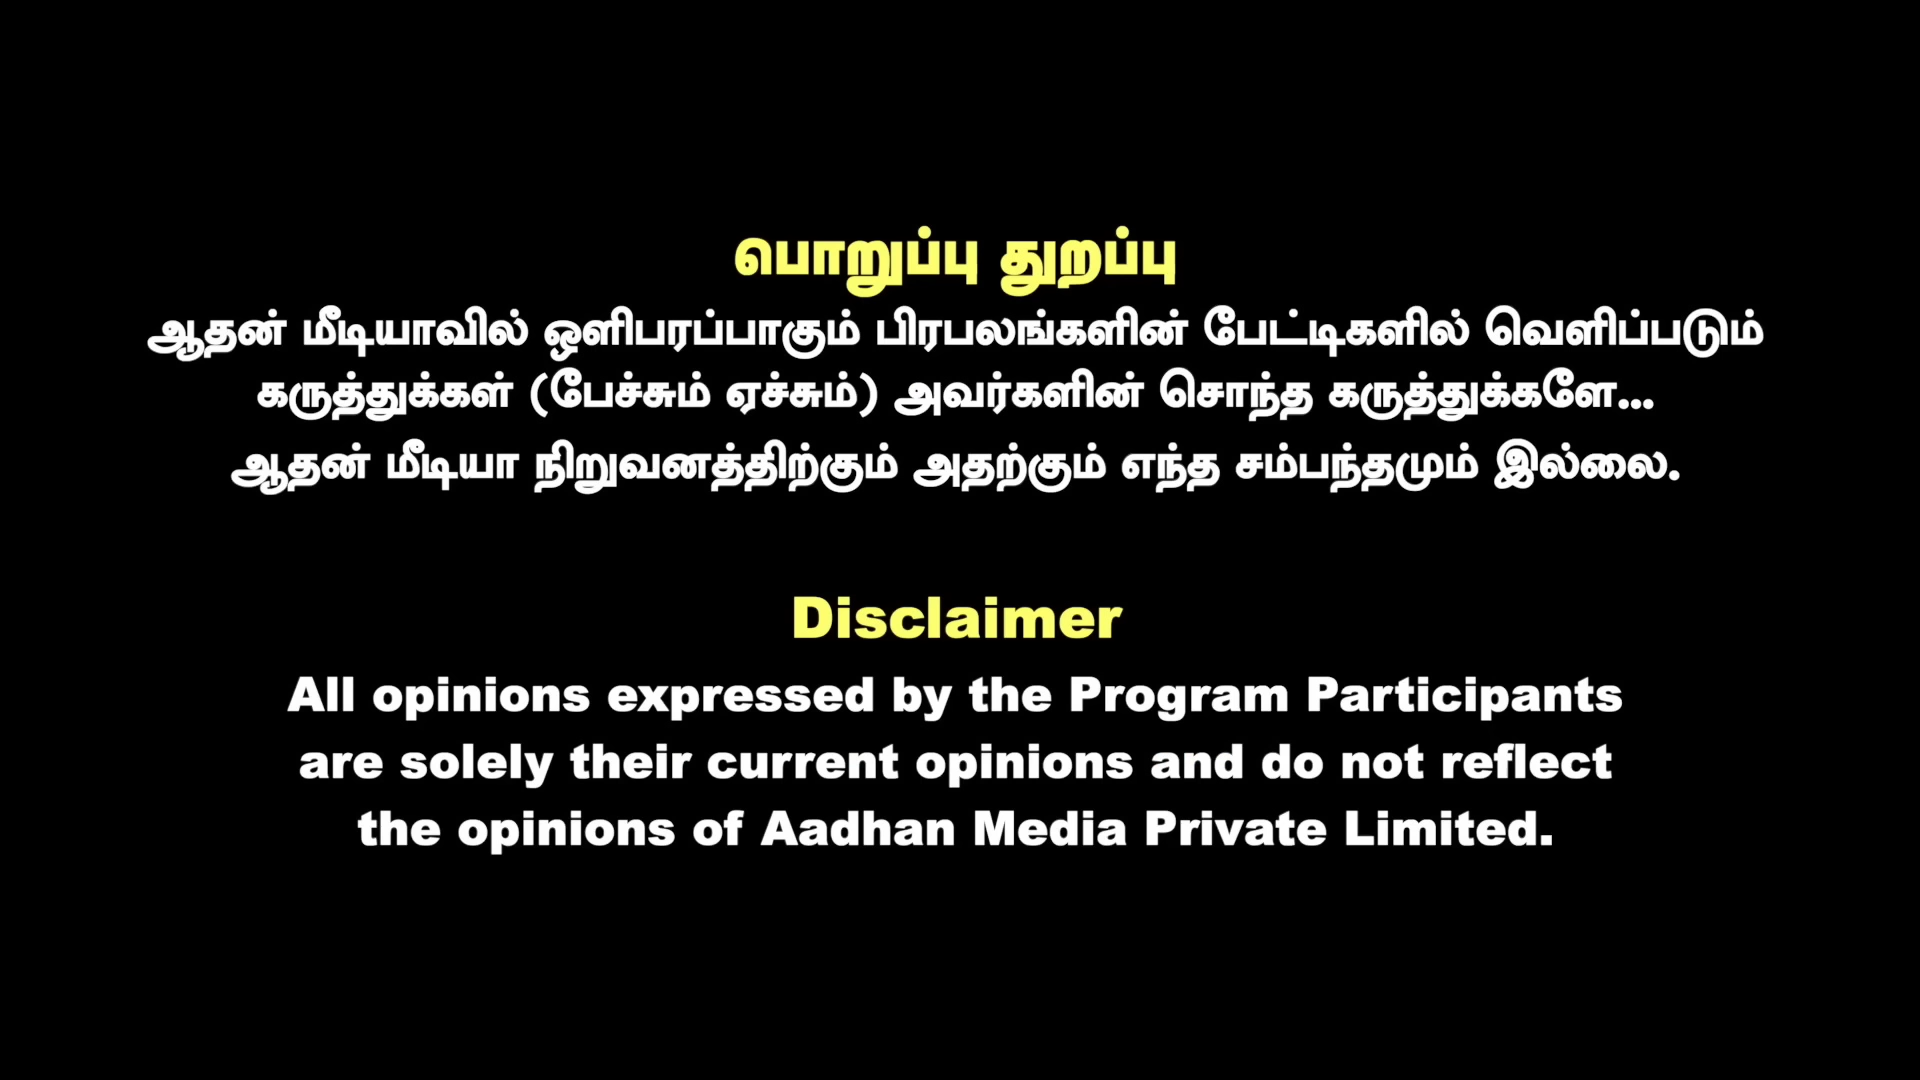 பொறுப்பு துறப்பு
ஆதன் மீடியாவில் ஒளிபரப்பாகும் பிரபலங்களின் பேட்டிகளில் வெளிப்படும்
கருத்துக்கள் (பேச்சும் ஏச்சும்) அவர்களின் சொந்த கருத்துக்களே...
ஆதன் மீடியா நிறுவனத்திற்கும் அதற்கும் எந்த சம்பந்தமும் இல்லை.
Disclaimer
All opinions expressed by the Program Participants
are solely their current opinions and do not reflect
the opinions of Aadhan Media Private Limited.